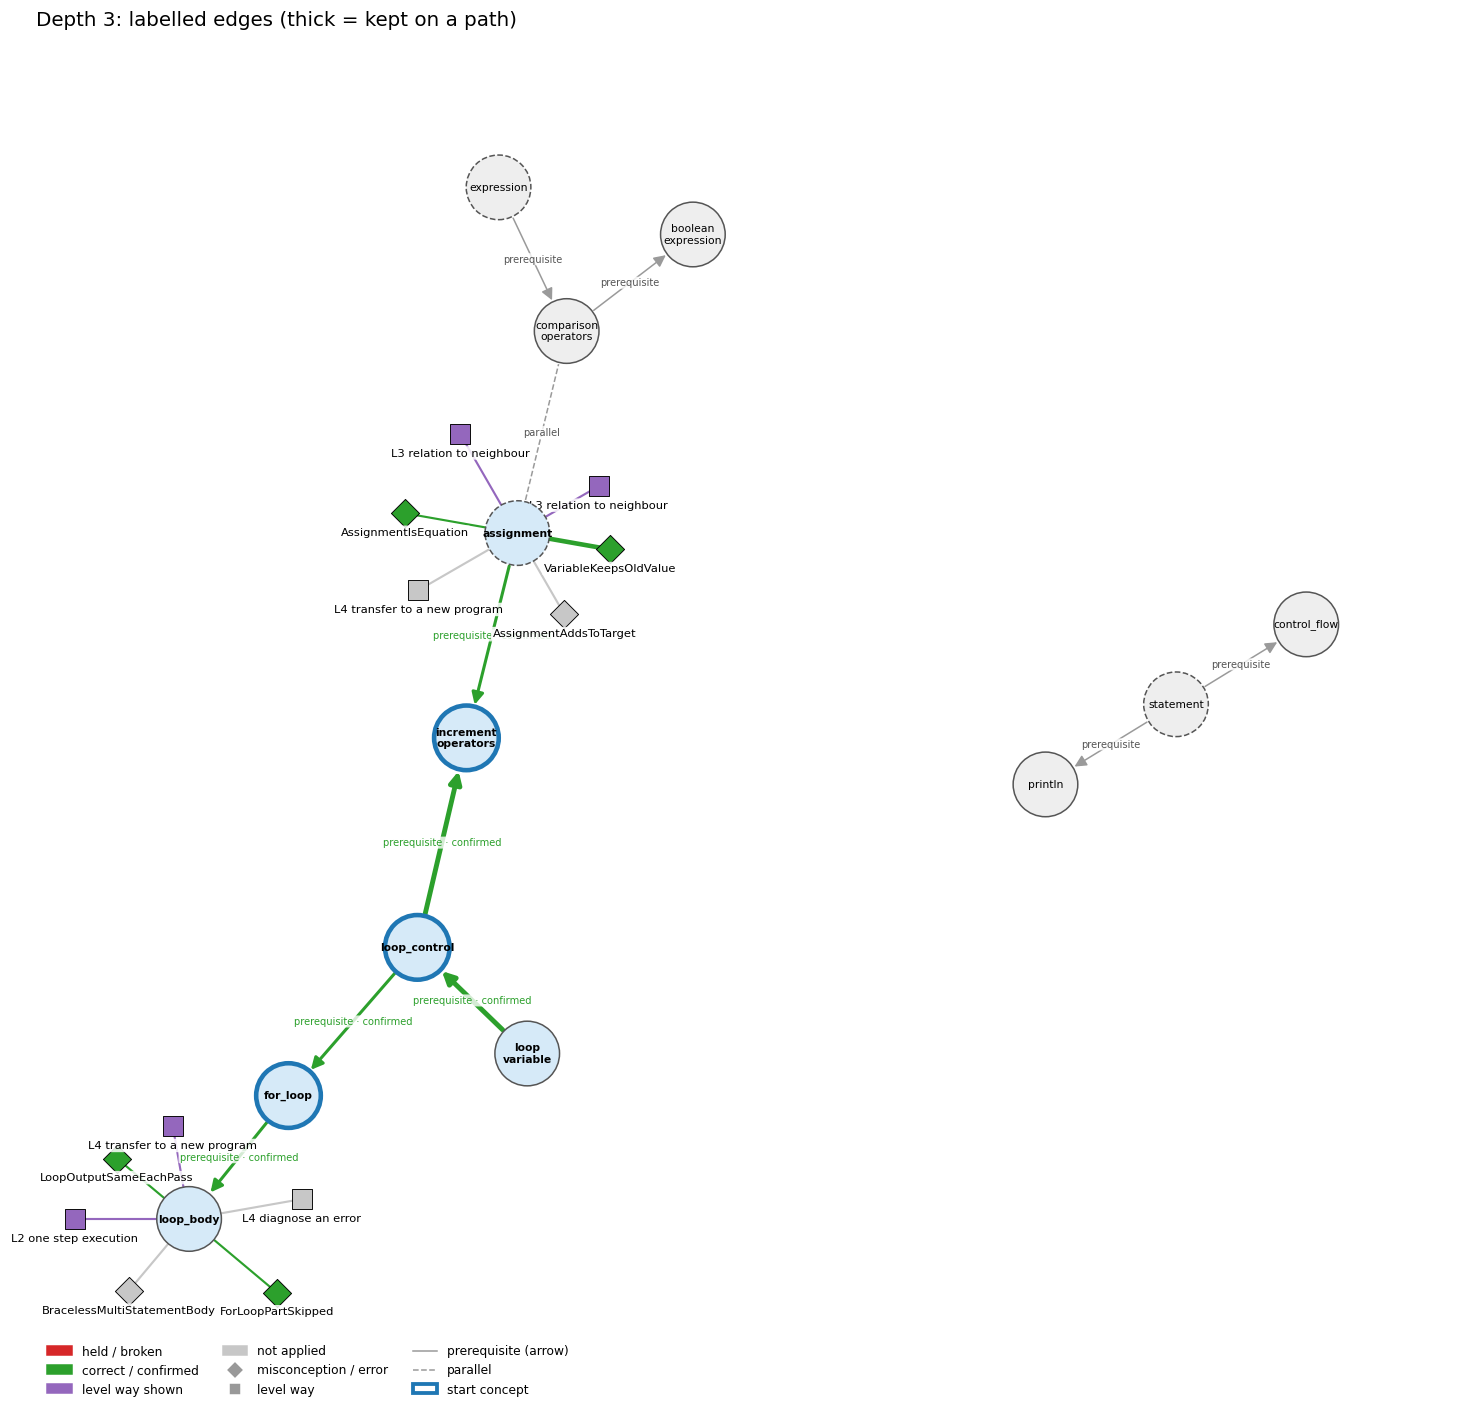 Depth 3: labelled edges (thick = kept on a path)
expression
boolean
expression
prerequisite
prerequisite
comparison
operators
parallel
L3 relation to neighbour
L3 relation to neighbour
AssignmentIsEquation
assignment
VariableKeepsOldValue
L4 transfer to a new program
AssignmentAddsToTarget
prerequisite
control_flow
prerequisite
statement
prerequisite
println
increment
operators
prerequisite · confirmed
loop_control
prerequisite · confirmed
prerequisite · confirmed
loop
variable
for_loop
L4 transfer to a new program
prerequisite · confirmed
LoopOutputSameEachPass
loop_body
L4 diagnose an error
L2 one step execution
BracelessMultiStatementBody
ForLoopPartSkipped
held / broken
correct / confirmed
level way shown
not applied
misconception / error
level way
prerequisite (arrow)
parallel
start concept